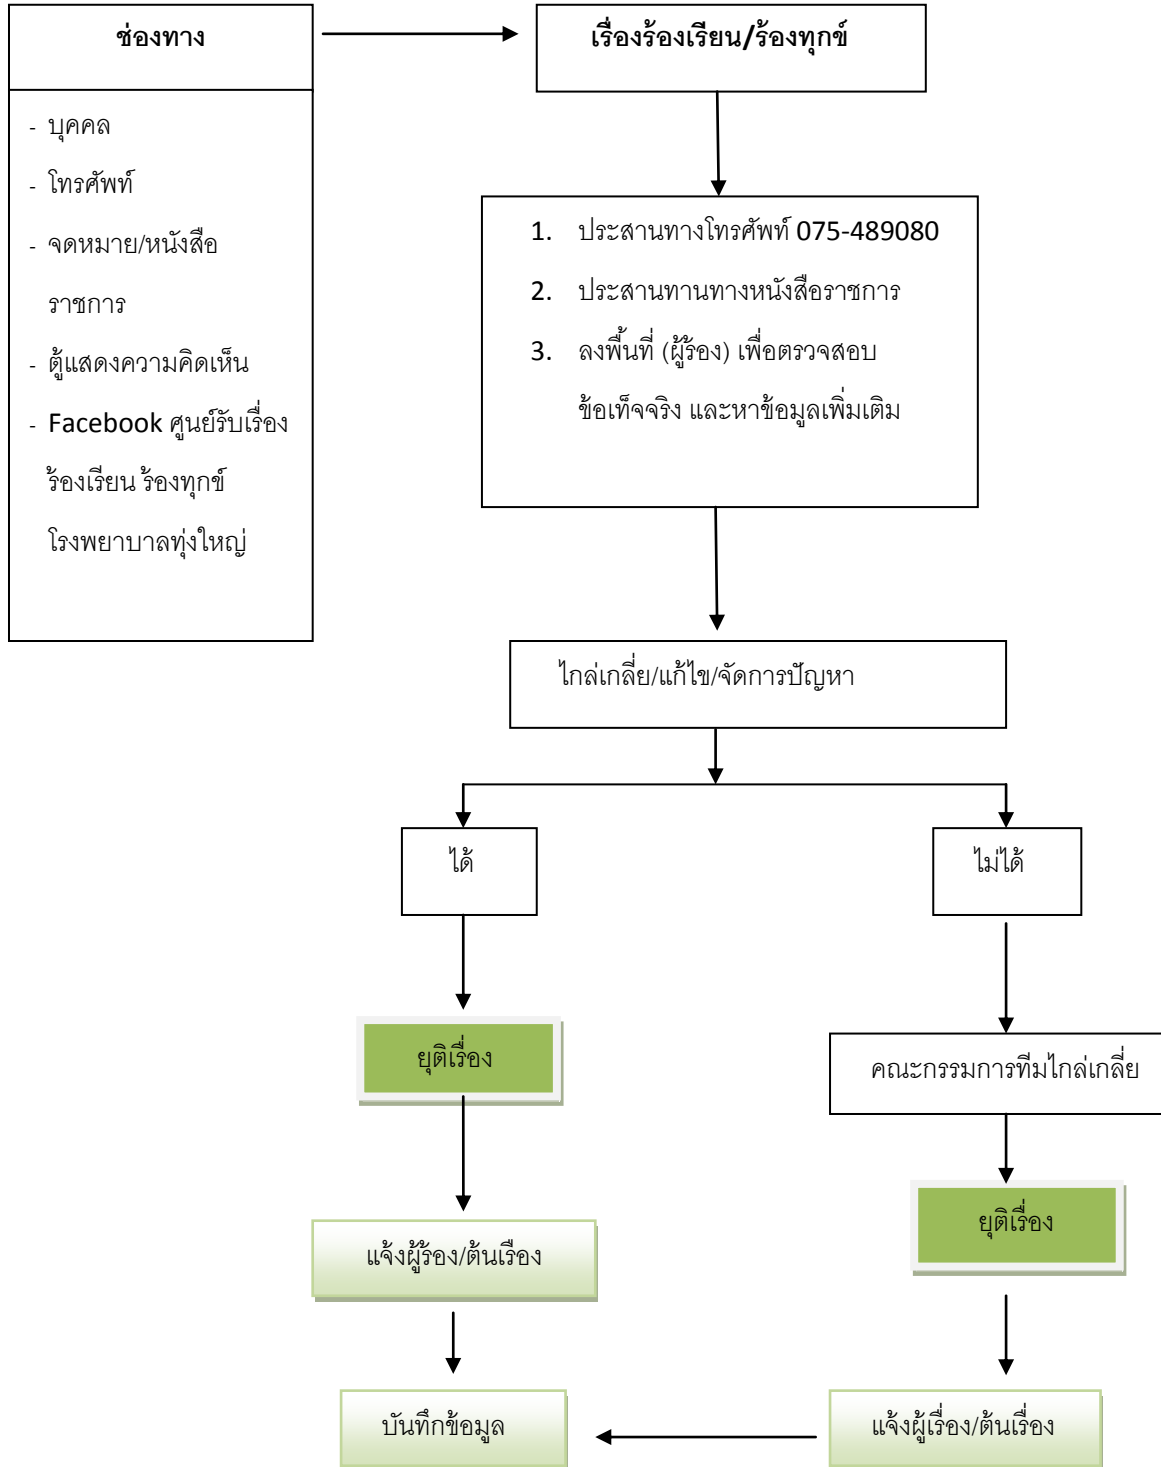 ช่องทาง
เรื่องร้องเรียน/ร้องทุกข์
- บุคคล
- โทรศัพท์
- จดหมาย/หนังสือ
ราชการ
- ตู้แสดงความคิดเห็น
- Facebook ศูนย์รับเรื่อง
ร้องเรียน ร้องทุกข์
โรงพยาบาลทุ่งใหญ่
1. ประสานทางโทรศัพท์ 075-489080
2. ประสานทานทางหนังสือราชการ
3. ลงพื้นที่ (ผู้ร้อง) เพื่อตรวจสอบ
ข้อเท็จจริง และหาข้อมูลเพิ่มเติม
ไกล่เกลี่ย/แก้ไข/จัดการปัญหา
ได้
ไม่ได้
ยุติเรื่อง
คณะกรรมการทีมไกล่เกลี่ย
ยุติเรื่อง
แจ้งผู้ร้อง/ต้นเรื่อง
บันทึกข้อมูล
แจ้งผู้เรื่อง/ต้นเรื่อง